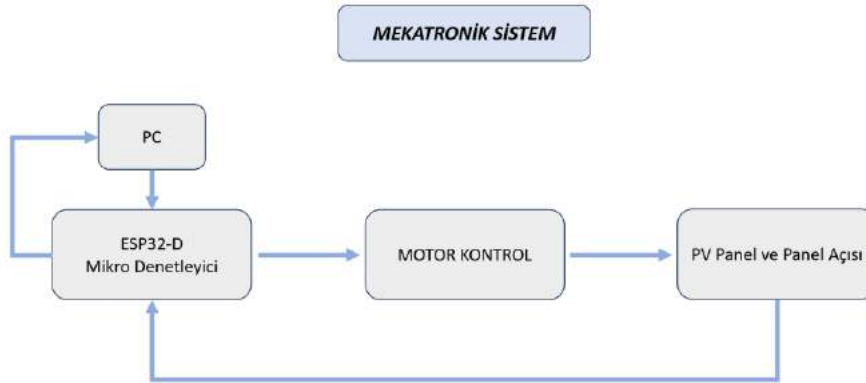 MEKATRONİK SİSTEM
PC
ESP32-D
Mikro Denetleyici
MOTOR KONTROL
PV Panel ve Panel Açısı